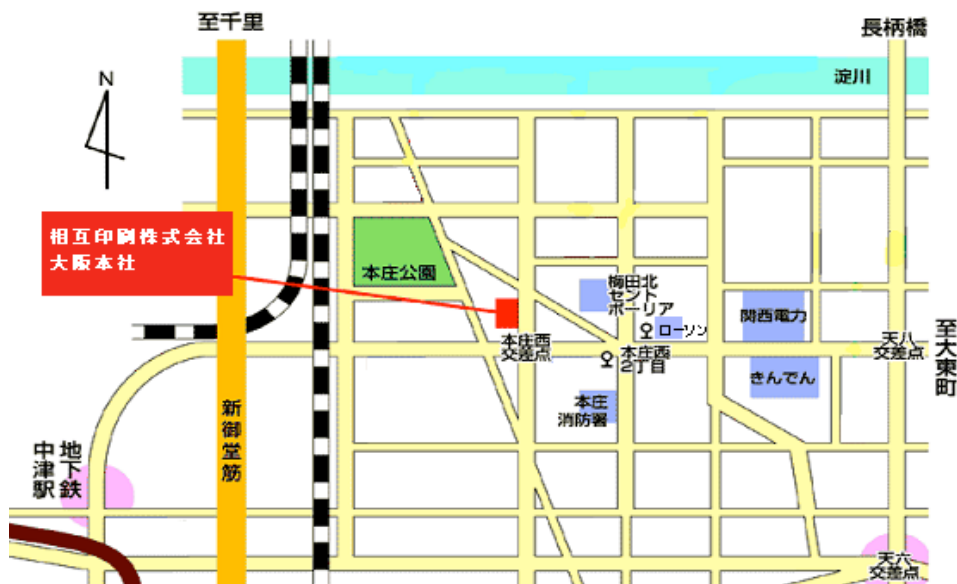 至千里
長柄橋
淀川
N
相互印刷株式会社
大阪本社
本庄公園
梅田北
セント
ポーリア
ローソン
関西電力
本庄西
交差点
本庄西
2丁目
天八
交差点
至大東町
きんでん
本庄
消防署
新御堂筋
地下鉄
中津駅
天六
交差点